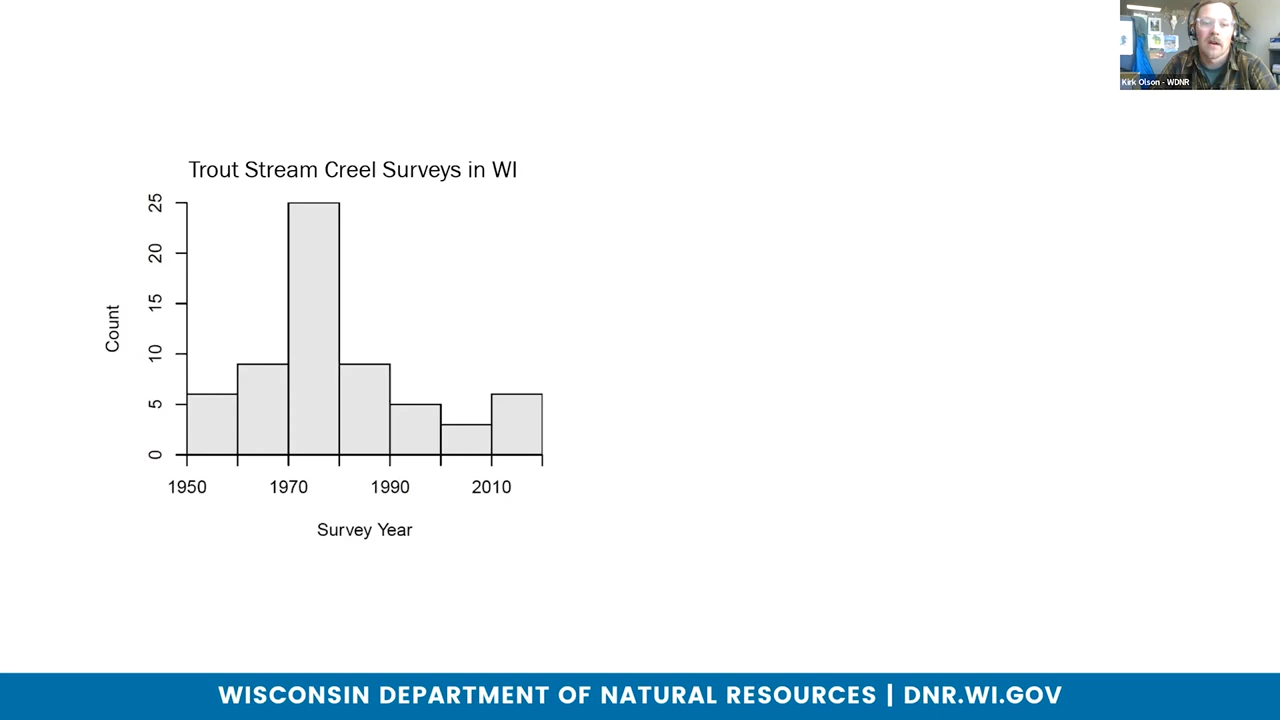 Kirk Olson - WDNR
Trout Stream Creel Surveys in WI
25
20
15
10
5
0
Count
1950 1970 1990 2010
Survey Year
WISCONSIN DEPARTMENT OF NATURAL RESOURCES | DNR.WI.GOV